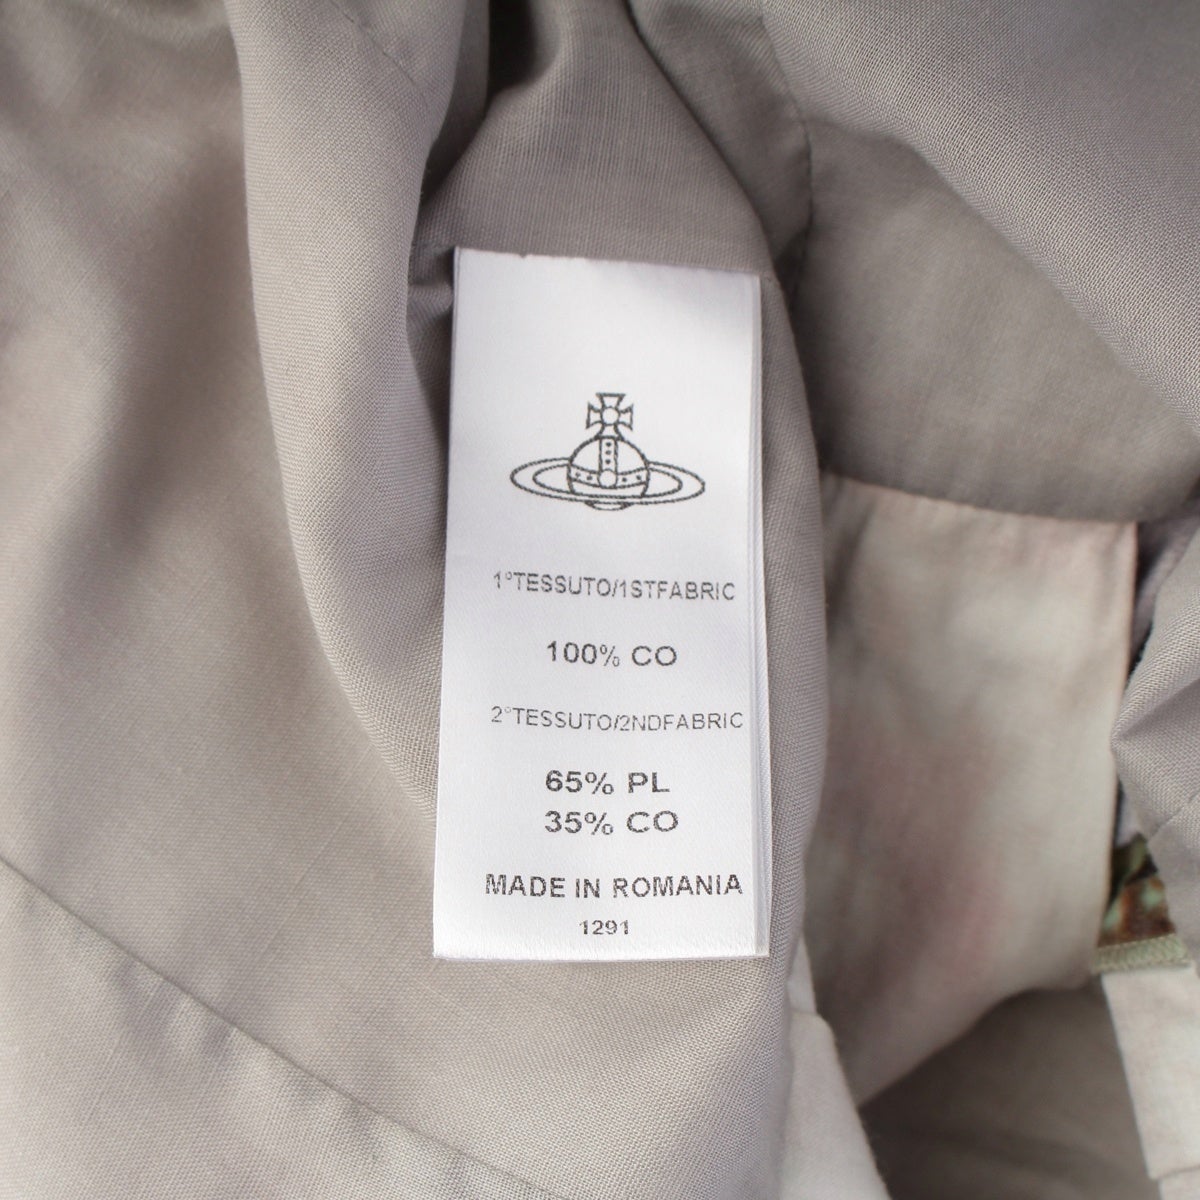 1°TESSUTO/1STFABRIC
100% CO
2°TESSUTO/2NDFABRIC
65% PL
35% CO
MADE IN ROMANIA
1291